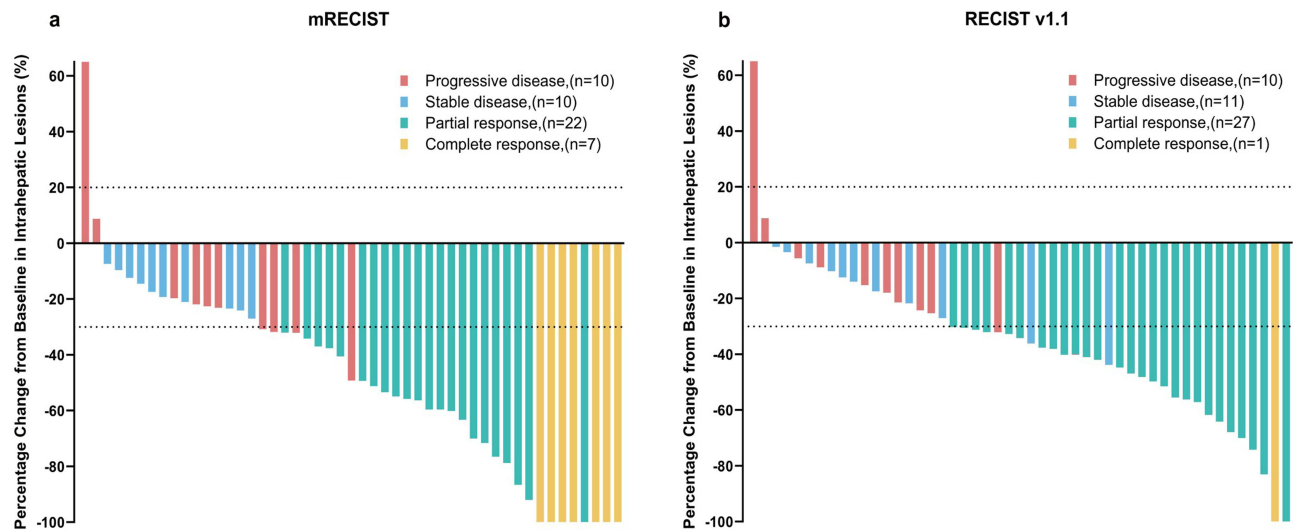 a
mRECIST
Percentage Change from Baseline in Intrahepatic Lesions (%)
60
40
20
0
-20
-40
-60
-80
-100
Progressive disease,(n=10)
Stable disease,(n=10)
Partial response,(n=22)
Complete response,(n=7)
b
RECIST v1.1
Percentage Change from Baseline in Intrahepatic Lesions (%)
60
40
20
0
-20
-40
-60
-80
-100
Progressive disease,(n=10)
Stable disease,(n=11)
Partial response,(n=27)
Complete response,(n=1)